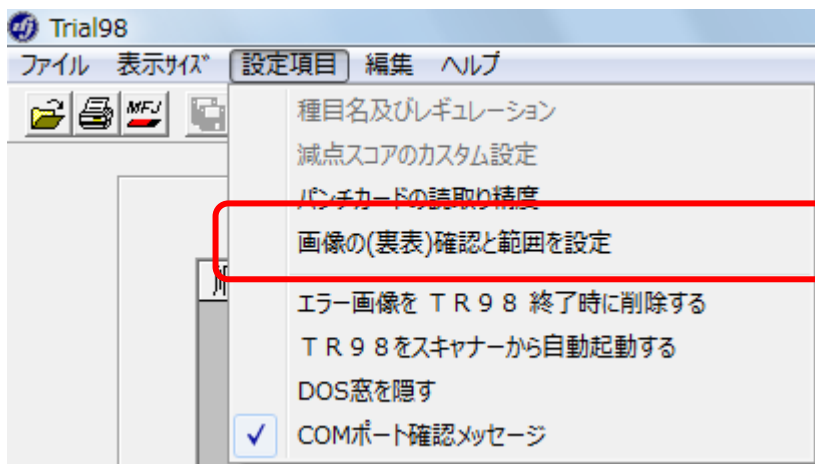 Trial98
ファイル 表示ｻｲｽﾞ 設定項目 編集 ヘルプ
MFJ
種目名及びレギュレーション
減点スコアのカスタム設定
パンチカードの読取り精度
画像の(裏表)確認と範囲を設定
エラー画像を ＴＲ９８ 終了時に削除する
ＴＲ９８をスキャナーから自動起動する
DOS窓を隠す
COMポート確認メッセージ